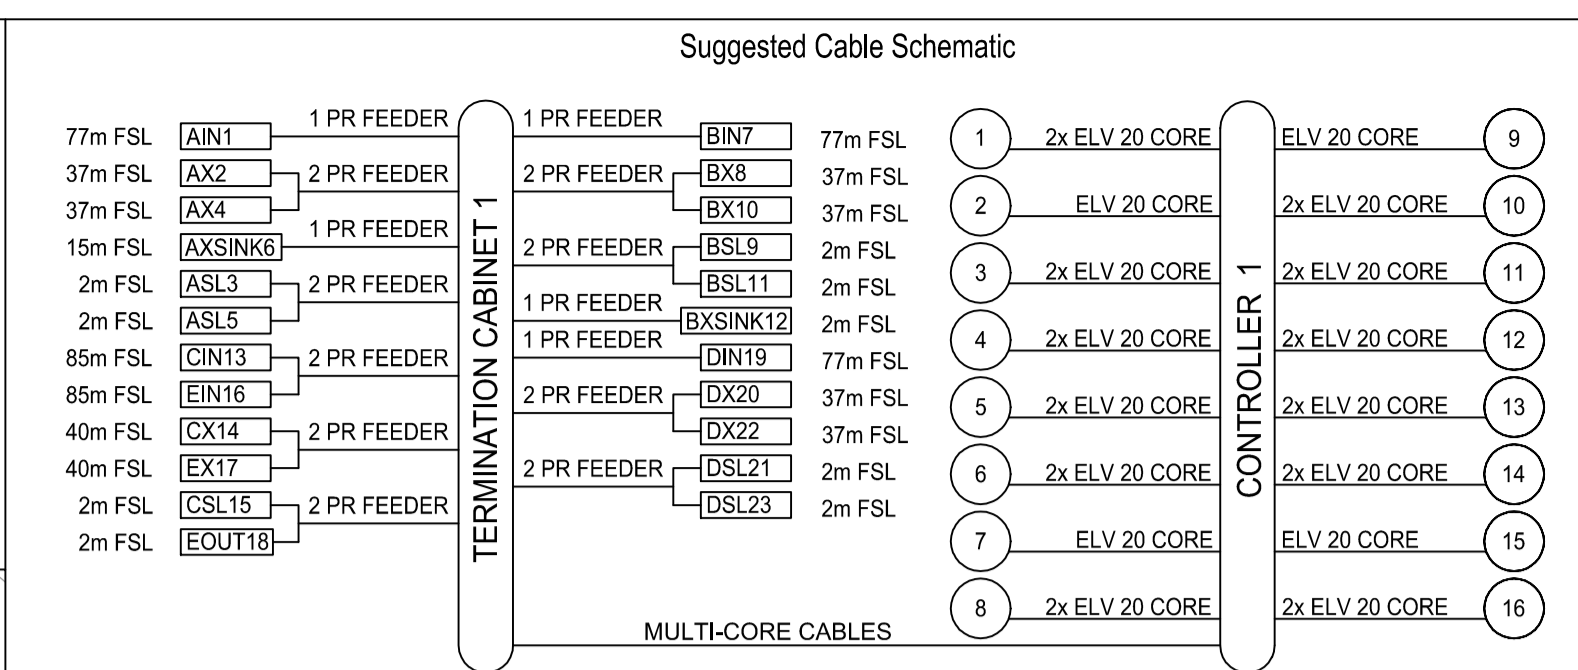 Suggested Cable Schematic
77m FSL AIN1 1 PR FEEDER
37m FSL AX2 2 PR FEEDER
37m FSL AX4
15m FSL AXSINK6 1 PR FEEDER
2m FSL ASL3 2 PR FEEDER
2m FSL ASL5
85m FSL CIN13 2 PR FEEDER
85m FSL EIN16
40m FSL CX14 2 PR FEEDER
40m FSL EX17
2m FSL CSL15 2 PR FEEDER
2m FSL EOUT18
TERMINATION CABINET 1
1 PR FEEDER BIN7 77m FSL
2 PR FEEDER BX8 37m FSL
BX10 37m FSL
2 PR FEEDER BSL9 2m FSL
BSL11 2m FSL
1 PR FEEDER BXSINK12 2m FSL
1 PR FEEDER DIN19 77m FSL
2 PR FEEDER DX20 37m FSL
DX22 37m FSL
2 PR FEEDER DSL21 2m FSL
DSL23 2m FSL
MULTI-CORE CABLES
1 2x ELV 20 CORE
2 ELV 20 CORE
3 2x ELV 20 CORE
4 2x ELV 20 CORE
5 2x ELV 20 CORE
6 2x ELV 20 CORE
7 ELV 20 CORE
8 2x ELV 20 CORE
CONTROLLER 1
ELV 20 CORE 9
2x ELV 20 CORE 10
2x ELV 20 CORE 11
2x ELV 20 CORE 12
2x ELV 20 CORE 13
2x ELV 20 CORE 14
ELV 20 CORE 15
2x ELV 20 CORE 16